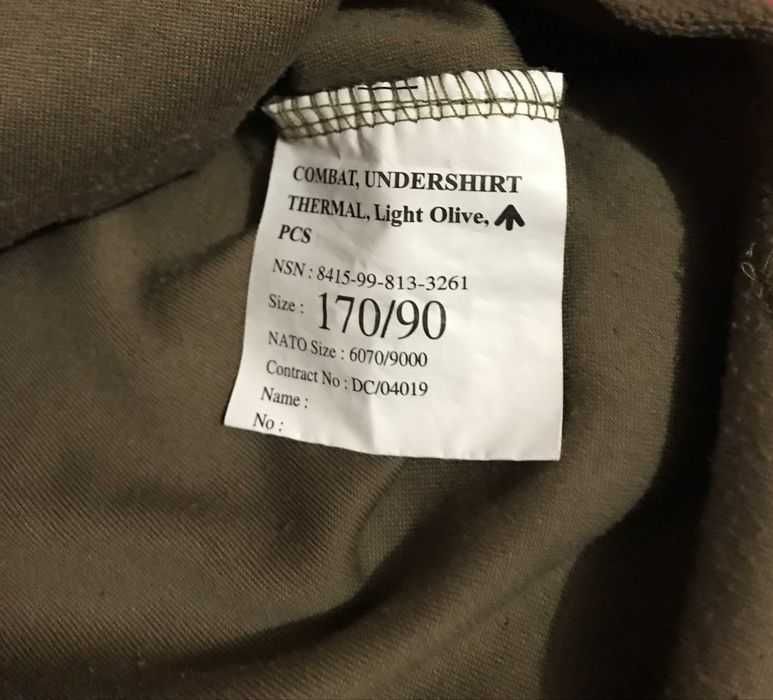 COMBAT, UNDERSHIRT
THERMAL, Light Olive,
PCS
NSN : 8415-99-813-3261
Size : 170/90
NATO Size : 6070/9000
Contract No : DC/04019
Name :
No :